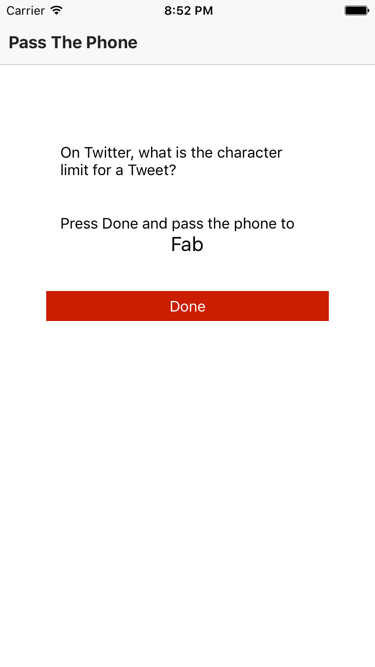 Carrier 8:52 PM
Pass The Phone
On Twitter, what is the character
limit for a Tweet?
Press Done and pass the phone to
Fab
Done